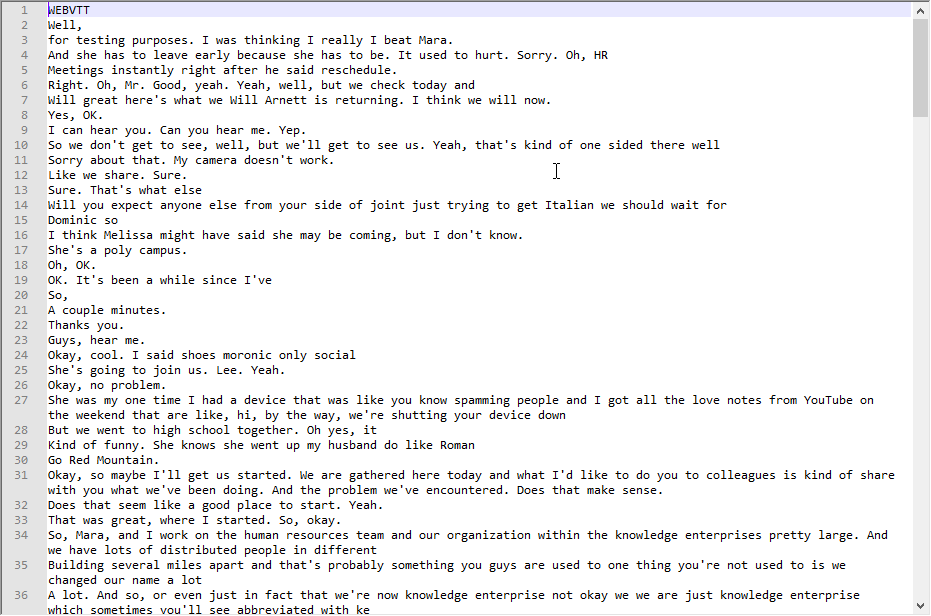 1 WEBVTT
2 Well,
3 for testing purposes. I was thinking I really I beat Mara.
4 And she has to leave early because she has to be. It used to hurt. Sorry. Oh, HR
5 Meetings instantly right after he said reschedule.
6 Right. Oh, Mr. Good, yeah. Yeah, well, but we check today and
7 Will great here's what we Will Arnett is returning. I think we will now.
8 Yes, OK.
9 I can hear you. Can you hear me. Yep.
10 So we don't get to see, well, but we'll get to see us. Yeah, that's kind of one sided there well
11 Sorry about that. My camera doesn't work.
12 Like we share. Sure.
13 Sure. That's what else
14 Will you expect anyone else from your side of joint just trying to get Italian we should wait for
15 Dominic so
16 I think Melissa might have said she may be coming, but I don't know.
17 She's a poly campus.
18 Oh, OK.
19 OK. It's been a while since I've
20 So,
21 A couple minutes.
22 Thanks you.
23 Guys, hear me.
24 Okay, cool. I said shoes moronic only social
25 She's going to join us. Lee. Yeah.
26 Okay, no problem.
27 She was my one time I had a device that was like you know spamming people and I got all the love notes from YouTube on
the weekend that are like, hi, by the way, we're shutting your device down
28 But we went to high school together. Oh yes, it
29 Kind of funny. She knows she went up my husband do like Roman
30 Go Red Mountain.
31 Okay, so maybe I'll get us started. We are gathered here today and what I'd like to do you to colleagues is kind of share
with you what we've been doing. And the problem we've encountered. Does that make sense.
32 Does that seem like a good place to start. Yeah.
33 That was great, where I started. So, okay.
34 So, Mara, and I work on the human resources team and our organization within the knowledge enterprises pretty large. And
we have lots of distributed people in different
35 Building several miles apart and that's probably something you guys are used to one thing you're not used to is we
changed our name a lot
36 A lot. And so, or even just in fact that we're now knowledge enterprise not okay we we are just knowledge enterprise
which sometimes you'll see abbreviated with ke